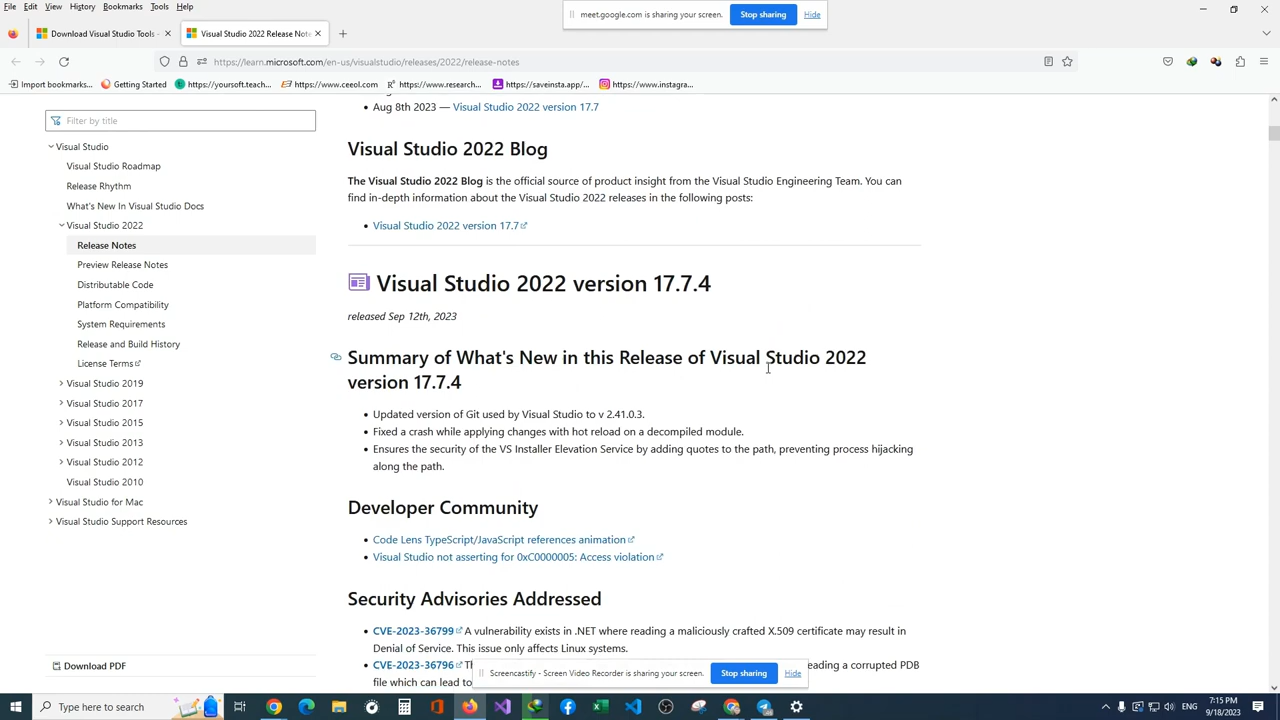 File Edit View History Bookmarks Tools Help
meet.google.com is sharing your screen. Stop sharing Hide
Download Visual Studio Tools -
Visual Studio 2022 Release Note
https://learn.microsoft.com/en-us/visualstudio/releases/2022/release-notes
Import bookmarks... Getting Started https://yoursoft.teach... https://www.ceeol.com https://www.research... https://saveinsta.app/... https://www.instagra...
Filter by title
Visual Studio
Visual Studio Roadmap
Release Rhythm
What's New In Visual Studio Docs
Visual Studio 2022
Release Notes
Preview Release Notes
Distributable Code
Platform Compatibility
System Requirements
Release and Build History
License Terms
Visual Studio 2019
Visual Studio 2017
Visual Studio 2015
Visual Studio 2013
Visual Studio 2012
Visual Studio 2010
Visual Studio for Mac
Visual Studio Support Resources
Download PDF
Aug 8th 2023 — Visual Studio 2022 version 17.7
Visual Studio 2022 Blog
The Visual Studio 2022 Blog is the official source of product insight from the Visual Studio Engineering Team. You can
find in-depth information about the Visual Studio 2022 releases in the following posts:
Visual Studio 2022 version 17.7
Visual Studio 2022 version 17.7.4
released Sep 12th, 2023
Summary of What's New in this Release of Visual Studio 2022
version 17.7.4
Updated version of Git used by Visual Studio to v 2.41.0.3.
Fixed a crash while applying changes with hot reload on a decompiled module.
Ensures the security of the VS Installer Elevation Service by adding quotes to the path, preventing process hijacking
along the path.
Developer Community
Code Lens TypeScript/JavaScript references animation
Visual Studio not asserting for 0xC0000005: Access violation
Security Advisories Addressed
CVE-2023-36799 A vulnerability exists in .NET where reading a maliciously crafted X.509 certificate may result in
Denial of Service. This issue only affects Linux systems.
CVE-2023-36796 eading a corrupted PDB
file which can lead to
Screencastify - Screen Video Recorder is sharing your screen. Stop sharing Hide
Type here to search
7:15 PM
9/18/2023